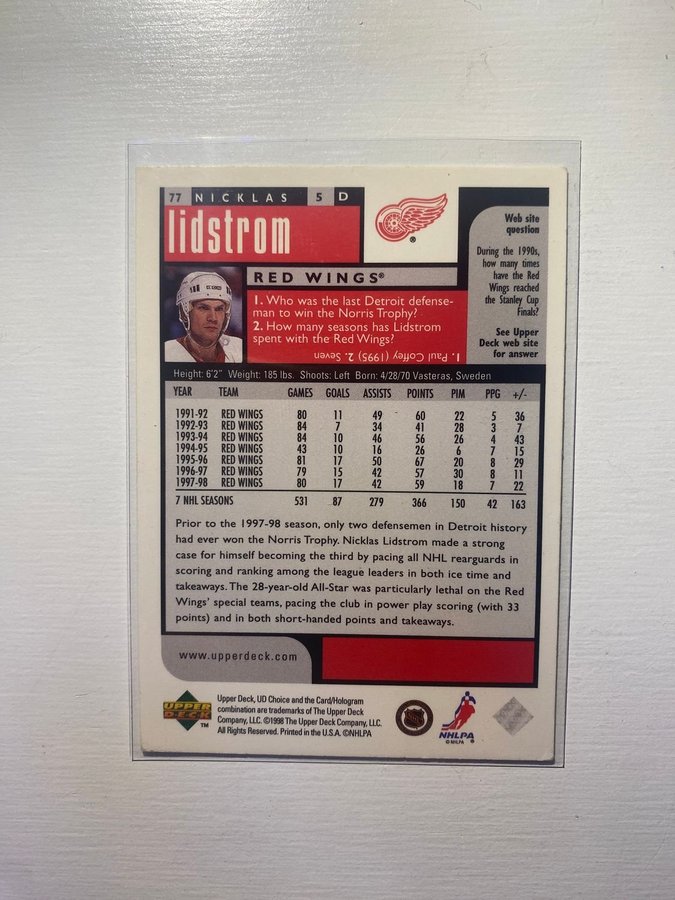 77 NICKLAS 5 D
lidstrom
RED WINGS®
1. Who was the last Detroit defense-
man to win the Norris Trophy?
2. How many seasons has Lidstrom
spent with the Red Wings?
1. Paul Coffey (1995) 2. Seven
Web site
question
During the 1990s,
how many times
have the Red
Wings reached
the Stanley Cup
Finals?
See Upper
Deck web site
for answer
Height: 6'2" Weight: 185 lbs. Shoots: Left Born: 4/28/70 Vasteras, Sweden
YEAR TEAM GAMES GOALS ASSISTS POINTS PIM PPG +/-
1991-92 RED WINGS 80 11 49 60 22 5 36
1992-93 RED WINGS 84 7 34 41 28 3 7
1993-94 RED WINGS 84 10 46 56 26 4 43
1994-95 RED WINGS 43 10 16 26 6 7 15
1995-96 RED WINGS 81 17 50 67 20 8 29
1996-97 RED WINGS 79 15 42 57 30 8 11
1997-98 RED WINGS 80 17 42 59 18 7 22
7 NHL SEASONS 531 87 279 366 150 42 163
Prior to the 1997-98 season, only two defensemen in Detroit history
had ever won the Norris Trophy. Nicklas Lidstrom made a strong
case for himself becoming the third by pacing all NHL rearguards in
scoring and ranking among the league leaders in both ice time and
takeaways. The 28-year-old All-Star was particularly lethal on the Red
Wings' special teams, pacing the club in power play scoring (with 33
points) and in both short-handed points and takeaways.
www.upperdeck.com
UPPER
DECK™
Upper Deck, UD Choice and the Card/Hologram
combination are trademarks of The Upper Deck
Company, LLC. ©1998 The Upper Deck Company, LLC.
All Rights Reserved. Printed in the U.S.A. ©NHLPA
NHL
NHLPA
© NHLPA